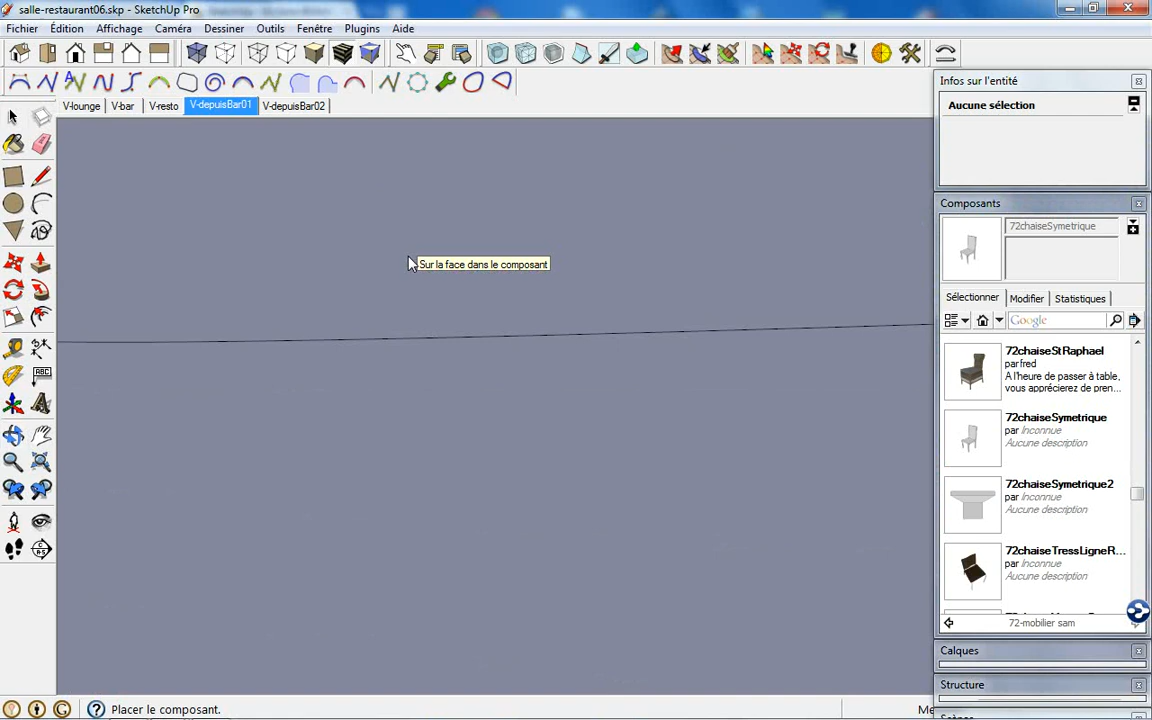 salle-restaurant06.skp - SketchUp Pro
Fichier Édition Affichage Caméra Dessiner Outils Fenêtre Plugins Aide
V-lounge V-bar V-resto V-depuisBar01 V-depuisBar02
Infos sur l'entité
Aucune sélection
Composants
72chaiseSymetrique
Sélectionner Modifier Statistiques
Google
72chaiseStRaphael
par fred
A l'heure de passer à table,
vous apprécierez de pren...
72chaiseSymetrique
par Inconnue
Aucune description
72chaiseSymetrique2
par Inconnue
Aucune description
72chaiseTressLigneR...
par Inconnue
Aucune description
72-mobilier sam
Calques
Structure
Sur la face dans le composant
ABC
Placer le composant.
Me